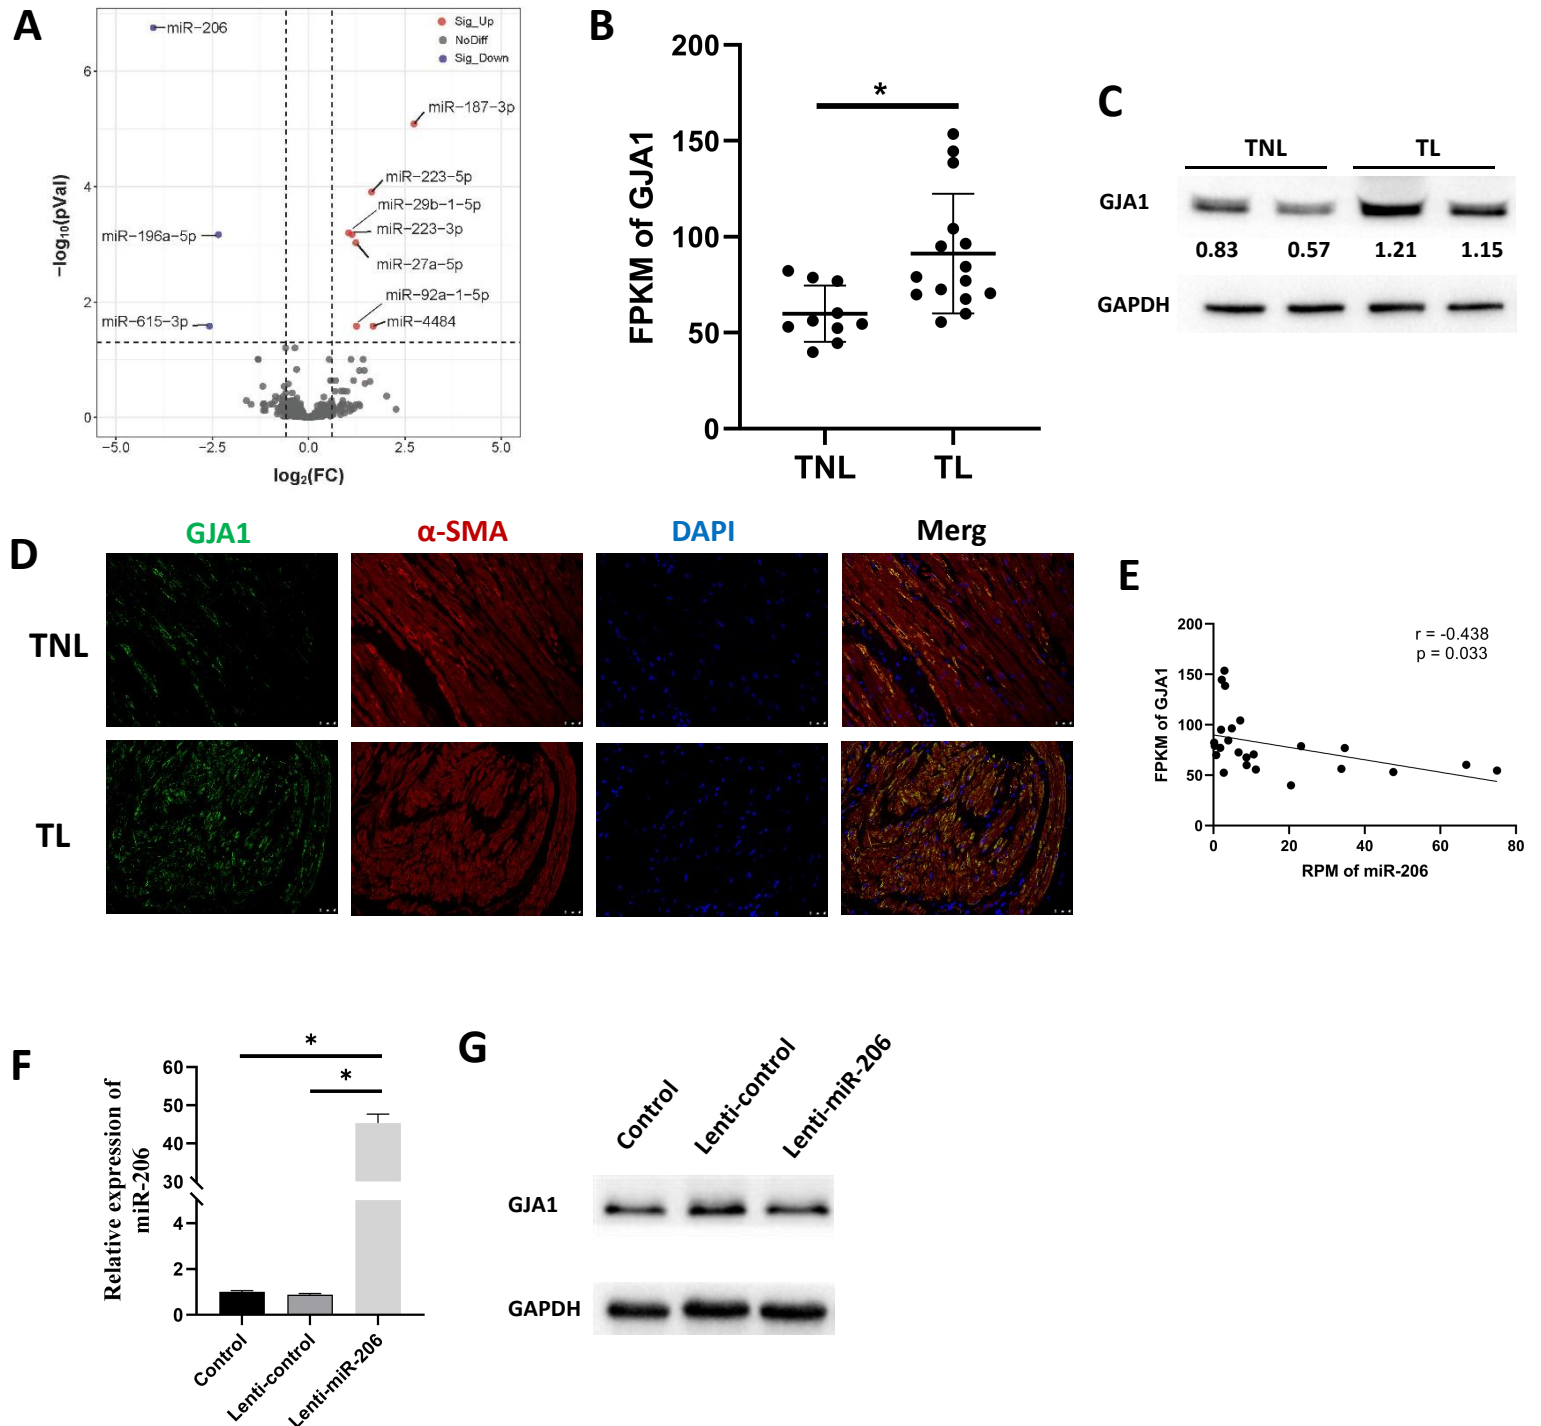 A
miR−206
Sig_Up
NoDiff
Sig_Down
6
miR−187−3p
4
miR−223−5p
miR−29b−1−5p
miR−223−3p
miR−196a−5p
miR−27a−5p
2
miR−92a−1−5p
miR−615−3p
miR−4484
0
−5.0
−2.5
0.0
2.5
5.0
−log10(pVal)
log2(FC)
B
200
150
100
50
0
*
FPKM of GJA1
TNL
TL
C
TNL
TL
GJA1
0.83
0.57
1.21
1.15
GAPDH
D
GJA1
α-SMA
DAPI
Merg
TNL
TL
E
200
150
100
50
0
r = -0.438
p = 0.033
FPKM of GJA1
0
20
40
60
80
RPM of miR-206
F
*
*
60
50
40
30
4
2
0
Relative expression of
miR-206
Control
Lenti-control
Lenti-miR-206
G
Control
Lenti-control
Lenti-miR-206
GJA1
GAPDH